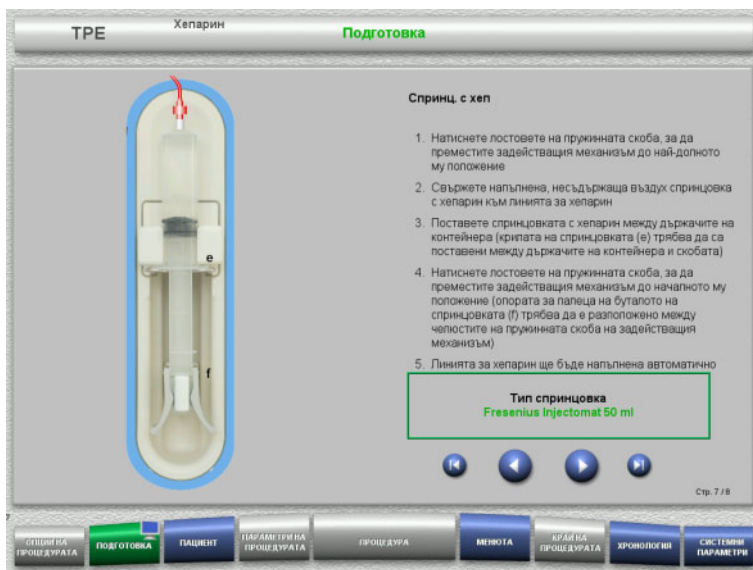 TPE
Хепарин
Подготовка
Спринц. с хеп
1. Натиснете лостовете на пружинната скоба, за да
преместите задействащия механизъм до най-долното
му положение
2. Свържете напълнена, несъдържаща въздух спринцовка
с хепарин към линията за хепарин
3. Поставете спринцовката с хепарин между държачите на
контейнера (крилата на спринцовката (e) трябва да са
поставени между държачите на контейнера и скобата)
4. Натиснете лостовете на пружинната скоба, за да
преместите задействащия механизъм до началното му
положение (опората за палеца на буталото на
спринцовката (f) трябва да е разположено между
челюстите на пружинната скоба на задействащия
механизъм)
5. Линията за хепарин ще бъде напълнена автоматично
e
f
Тип спринцовка
Fresenius Injectomat 50 ml
Стр. 7 / 8
ОПЦИИ НА
ПРОЦЕДУРАТА
ПОДГОТОВКА
ПАЦИЕНТ
ПАРАМЕТРИ НА
ПРОЦЕДУРАТА
ПРОЦЕДУРА
МЕНЮТА
КРАЙ НА
ПРОЦЕДУРАТА
ХРОНОЛОГИЯ
СИСТЕМНИ
ПАРАМЕТРИ